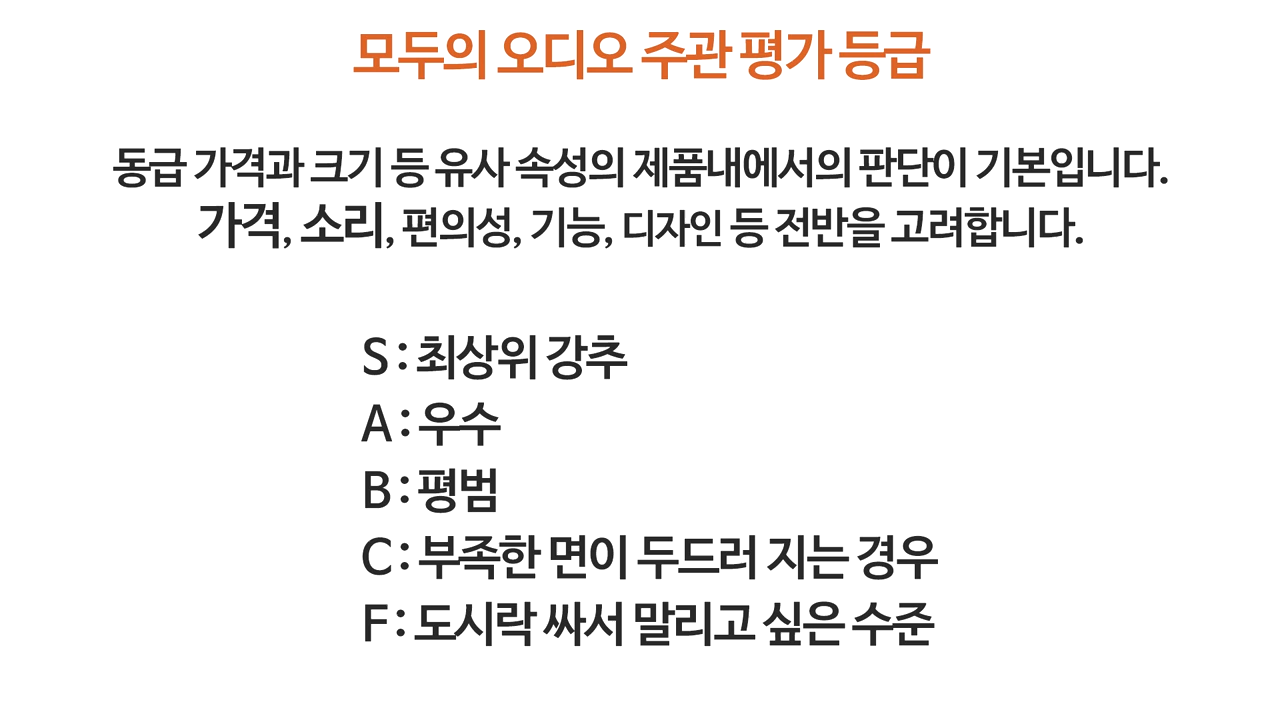 모두의 오디오 주관 평가 등급
동급 가격과 크기 등 유사 속성의 제품내에서의 판단이 기본입니다.
가격, 소리, 편의성, 기능, 디자인 등 전반을 고려합니다.
S : 최상위 강추
A : 우수
B : 평범
C : 부족한 면이 두드러 지는 경우
F : 도시락 싸서 말리고 싶은 수준